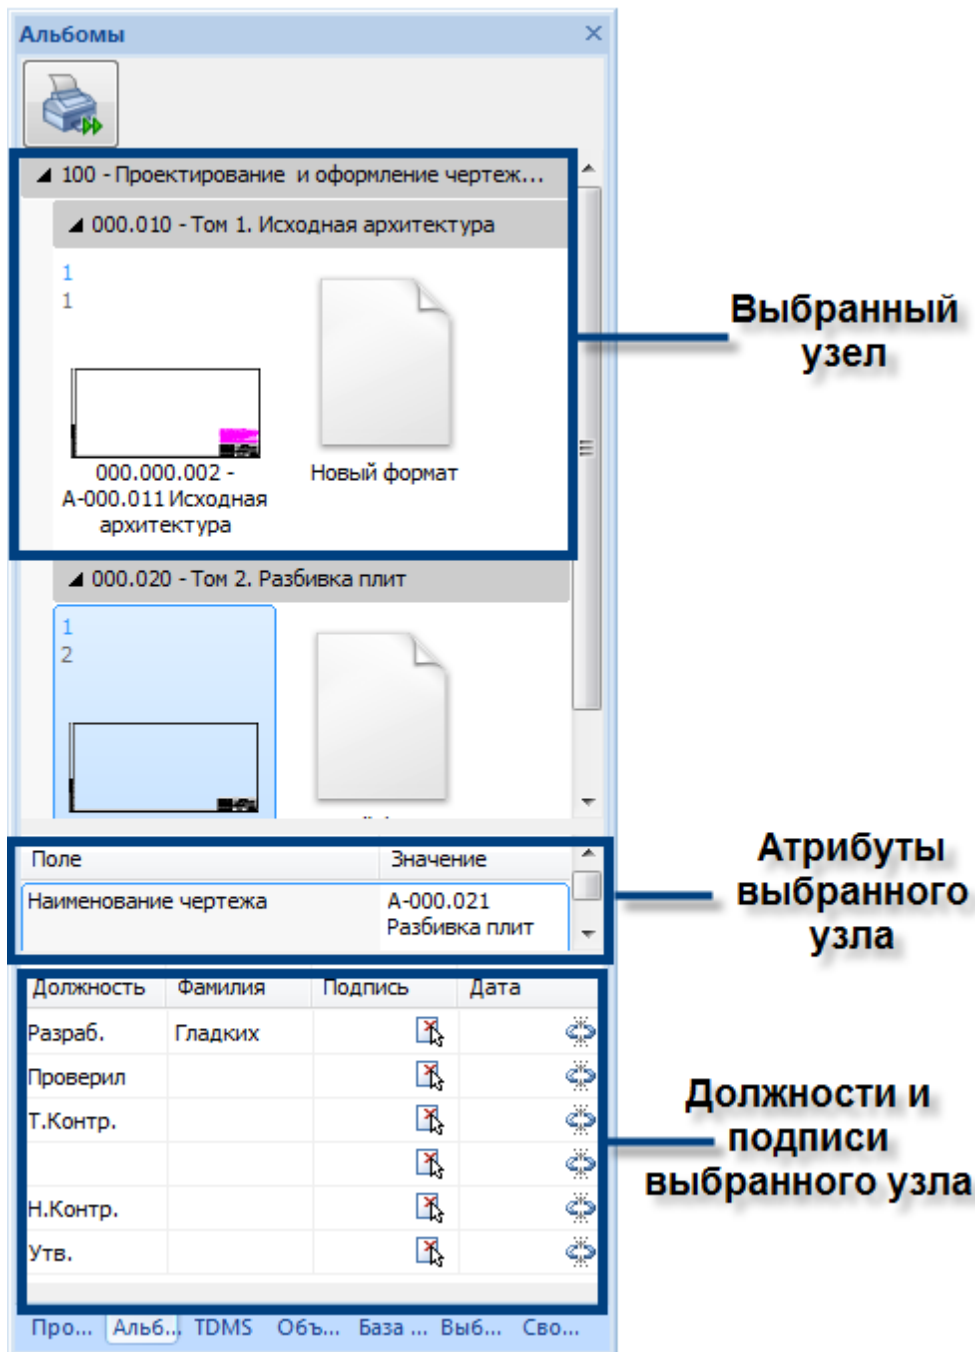 Альбомы
100 - Проектирование и оформление чертеж...
000.010 - Том 1. Исходная архитектура
1
1
000.000.002 -
А-000.011 Исходная
архитектура
Новый формат
Выбранный
узел
000.020 - Том 2. Разбивка плит
1
2
Поле Значение
Наименование чертежа А-000.021
Разбивка плит
Атрибуты
выбранного
узла
Должность Фамилия Подпись Дата
Разраб. Гладких
Проверил
Т.Контр.
Н.Контр.
Утв.
Должности и
подписи
выбранного узла
Про... Альб... TDMS Объ... База ... Выб... Сво...